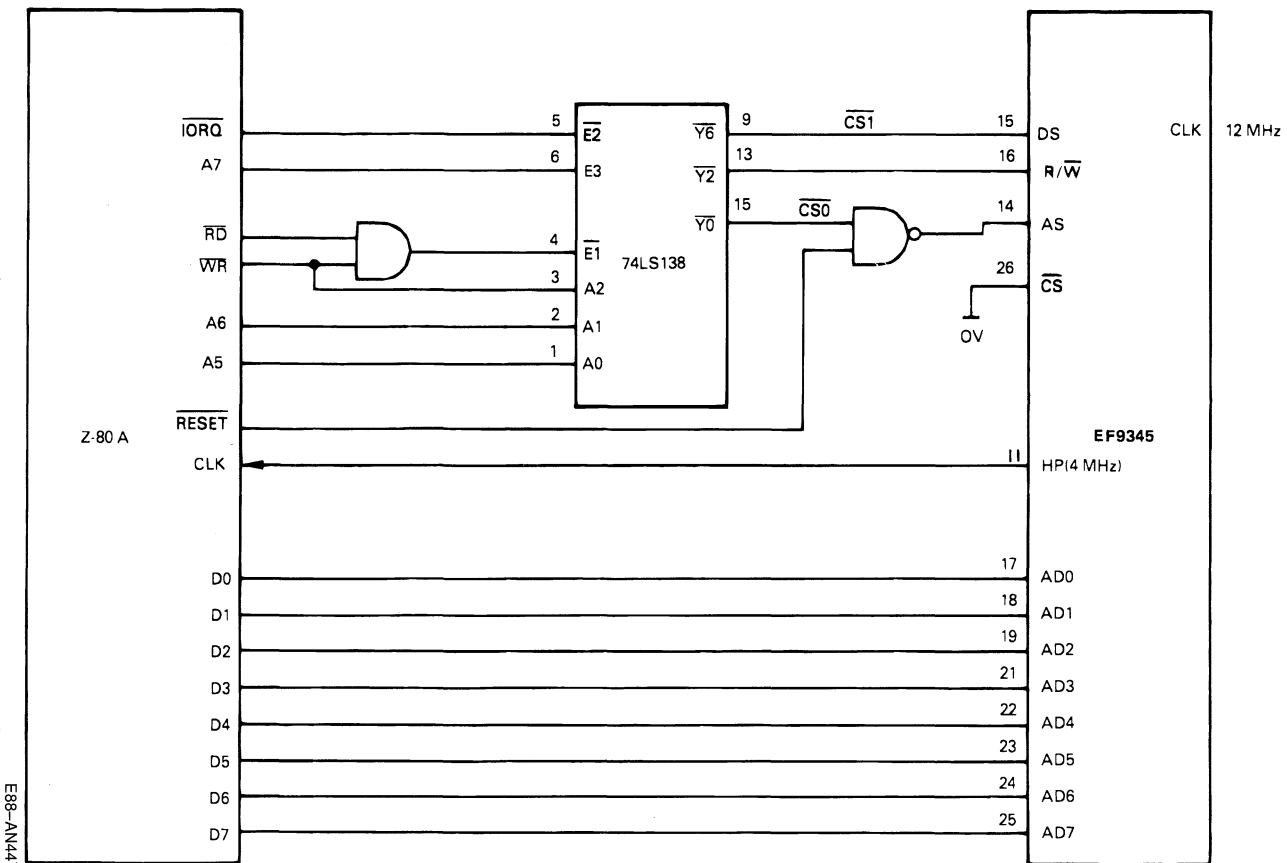 Z-80 A
IORQ
A7
RD
WR
A6
A5
RESET
CLK
D0
D1
D2
D3
D4
D5
D6
D7
5
6
4
3
2
1
E2
E3
E1
A2
A1
A0
74LS138
Y6
Y2
Y0
9
13
15
CS1
CS0
0V
15
16
14
26
11
17
18
19
21
22
23
24
25
DS
R/W
AS
CS
HP(4 MHz)
AD0
AD1
AD2
AD3
AD4
AD5
AD6
AD7
EF9345
CLK
12 MHz
E88-AN44